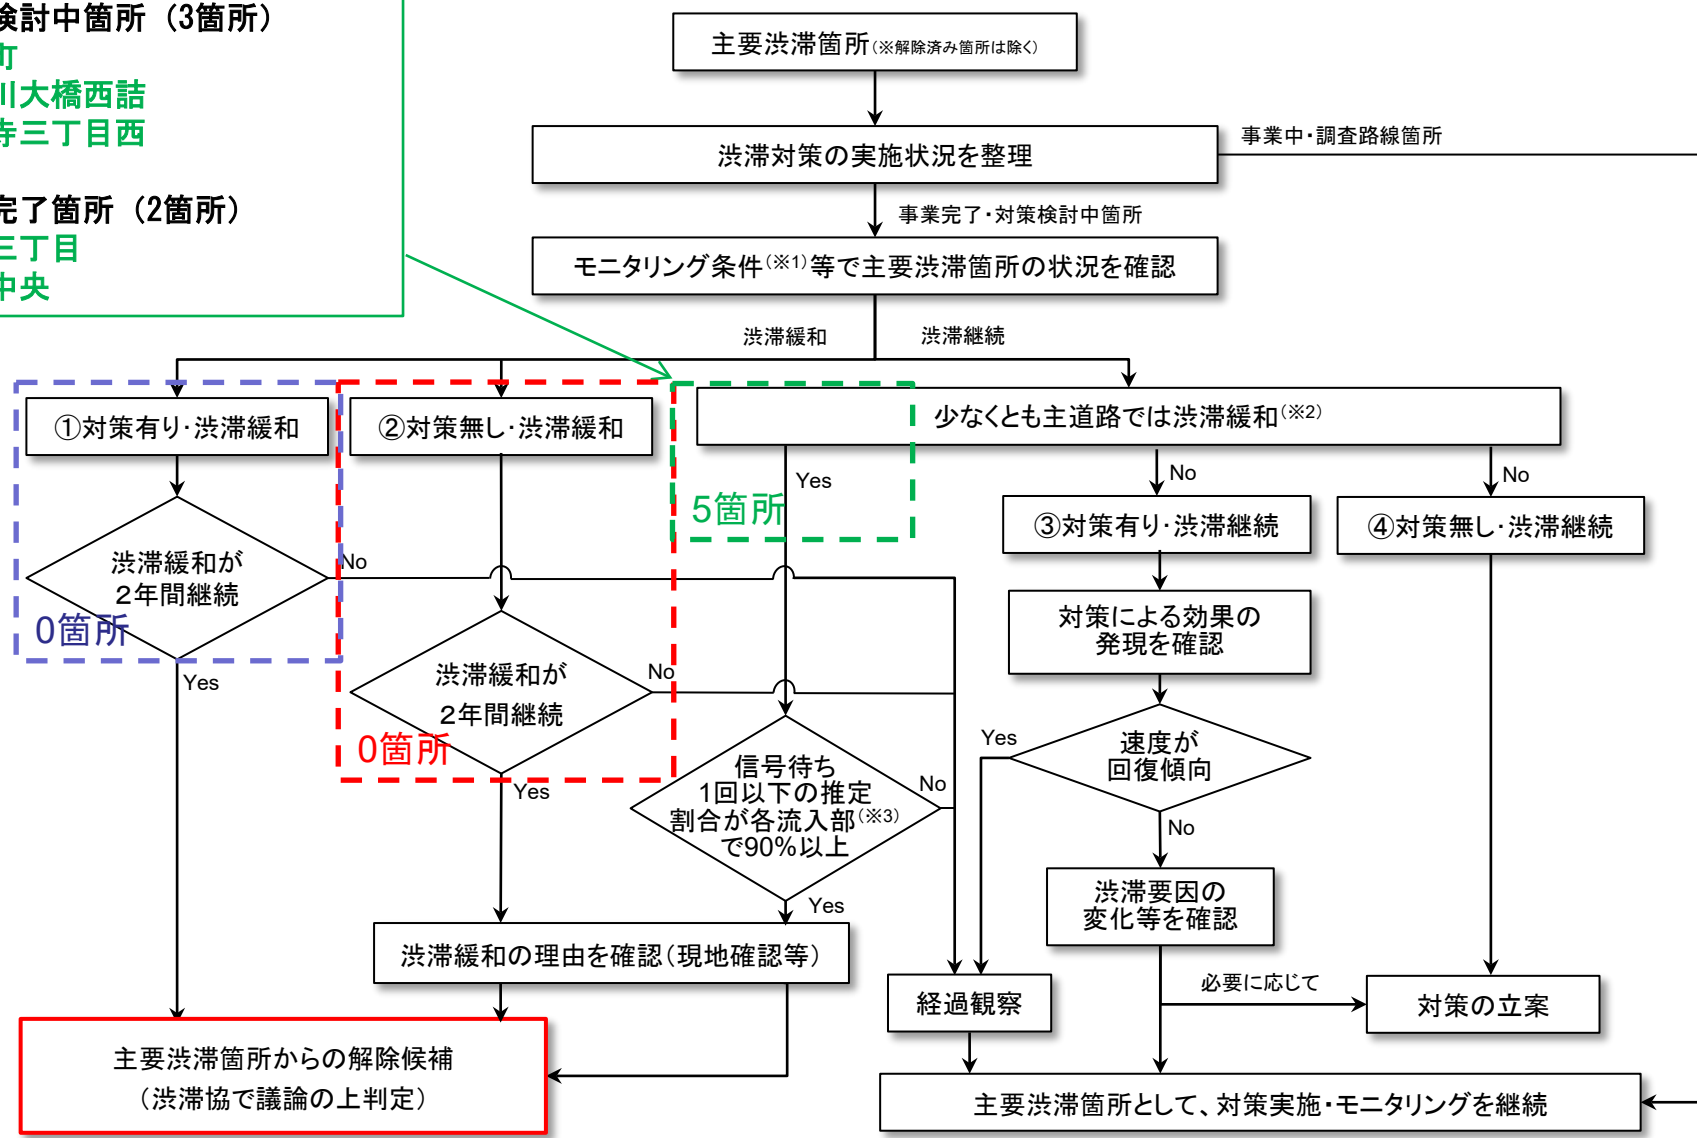 検討中箇所（3箇所）
町
川大橋西詰
寺三丁目西
完了箇所（2箇所）
三丁目
中央
主要渋滞箇所(※解除済み箇所は除く)
渋滞対策の実施状況を整理
事業中・調査路線箇所
事業完了・対策検討中箇所
モニタリング条件(※1)等で主要渋滞箇所の状況を確認
渋滞緩和
渋滞継続
①対策有り・渋滞緩和
②対策無し・渋滞緩和
少なくとも主道路では渋滞緩和(※2)
Yes
No
No
5箇所
③対策有り・渋滞継続
④対策無し・渋滞継続
渋滞緩和が
2年間継続
No
0箇所
Yes
対策による効果の
発現を確認
渋滞緩和が
2年間継続
No
0箇所
Yes
信号待ち
1回以下の推定
割合が各流入部(※3)
で90%以上
No
Yes
速度が
回復傾向
Yes
No
渋滞要因の
変化等を確認
渋滞緩和の理由を確認（現地確認等）
経過観察
必要に応じて
対策の立案
主要渋滞箇所からの解除候補
（渋滞協で議論の上判定）
主要渋滞箇所として、対策実施・モニタリングを継続